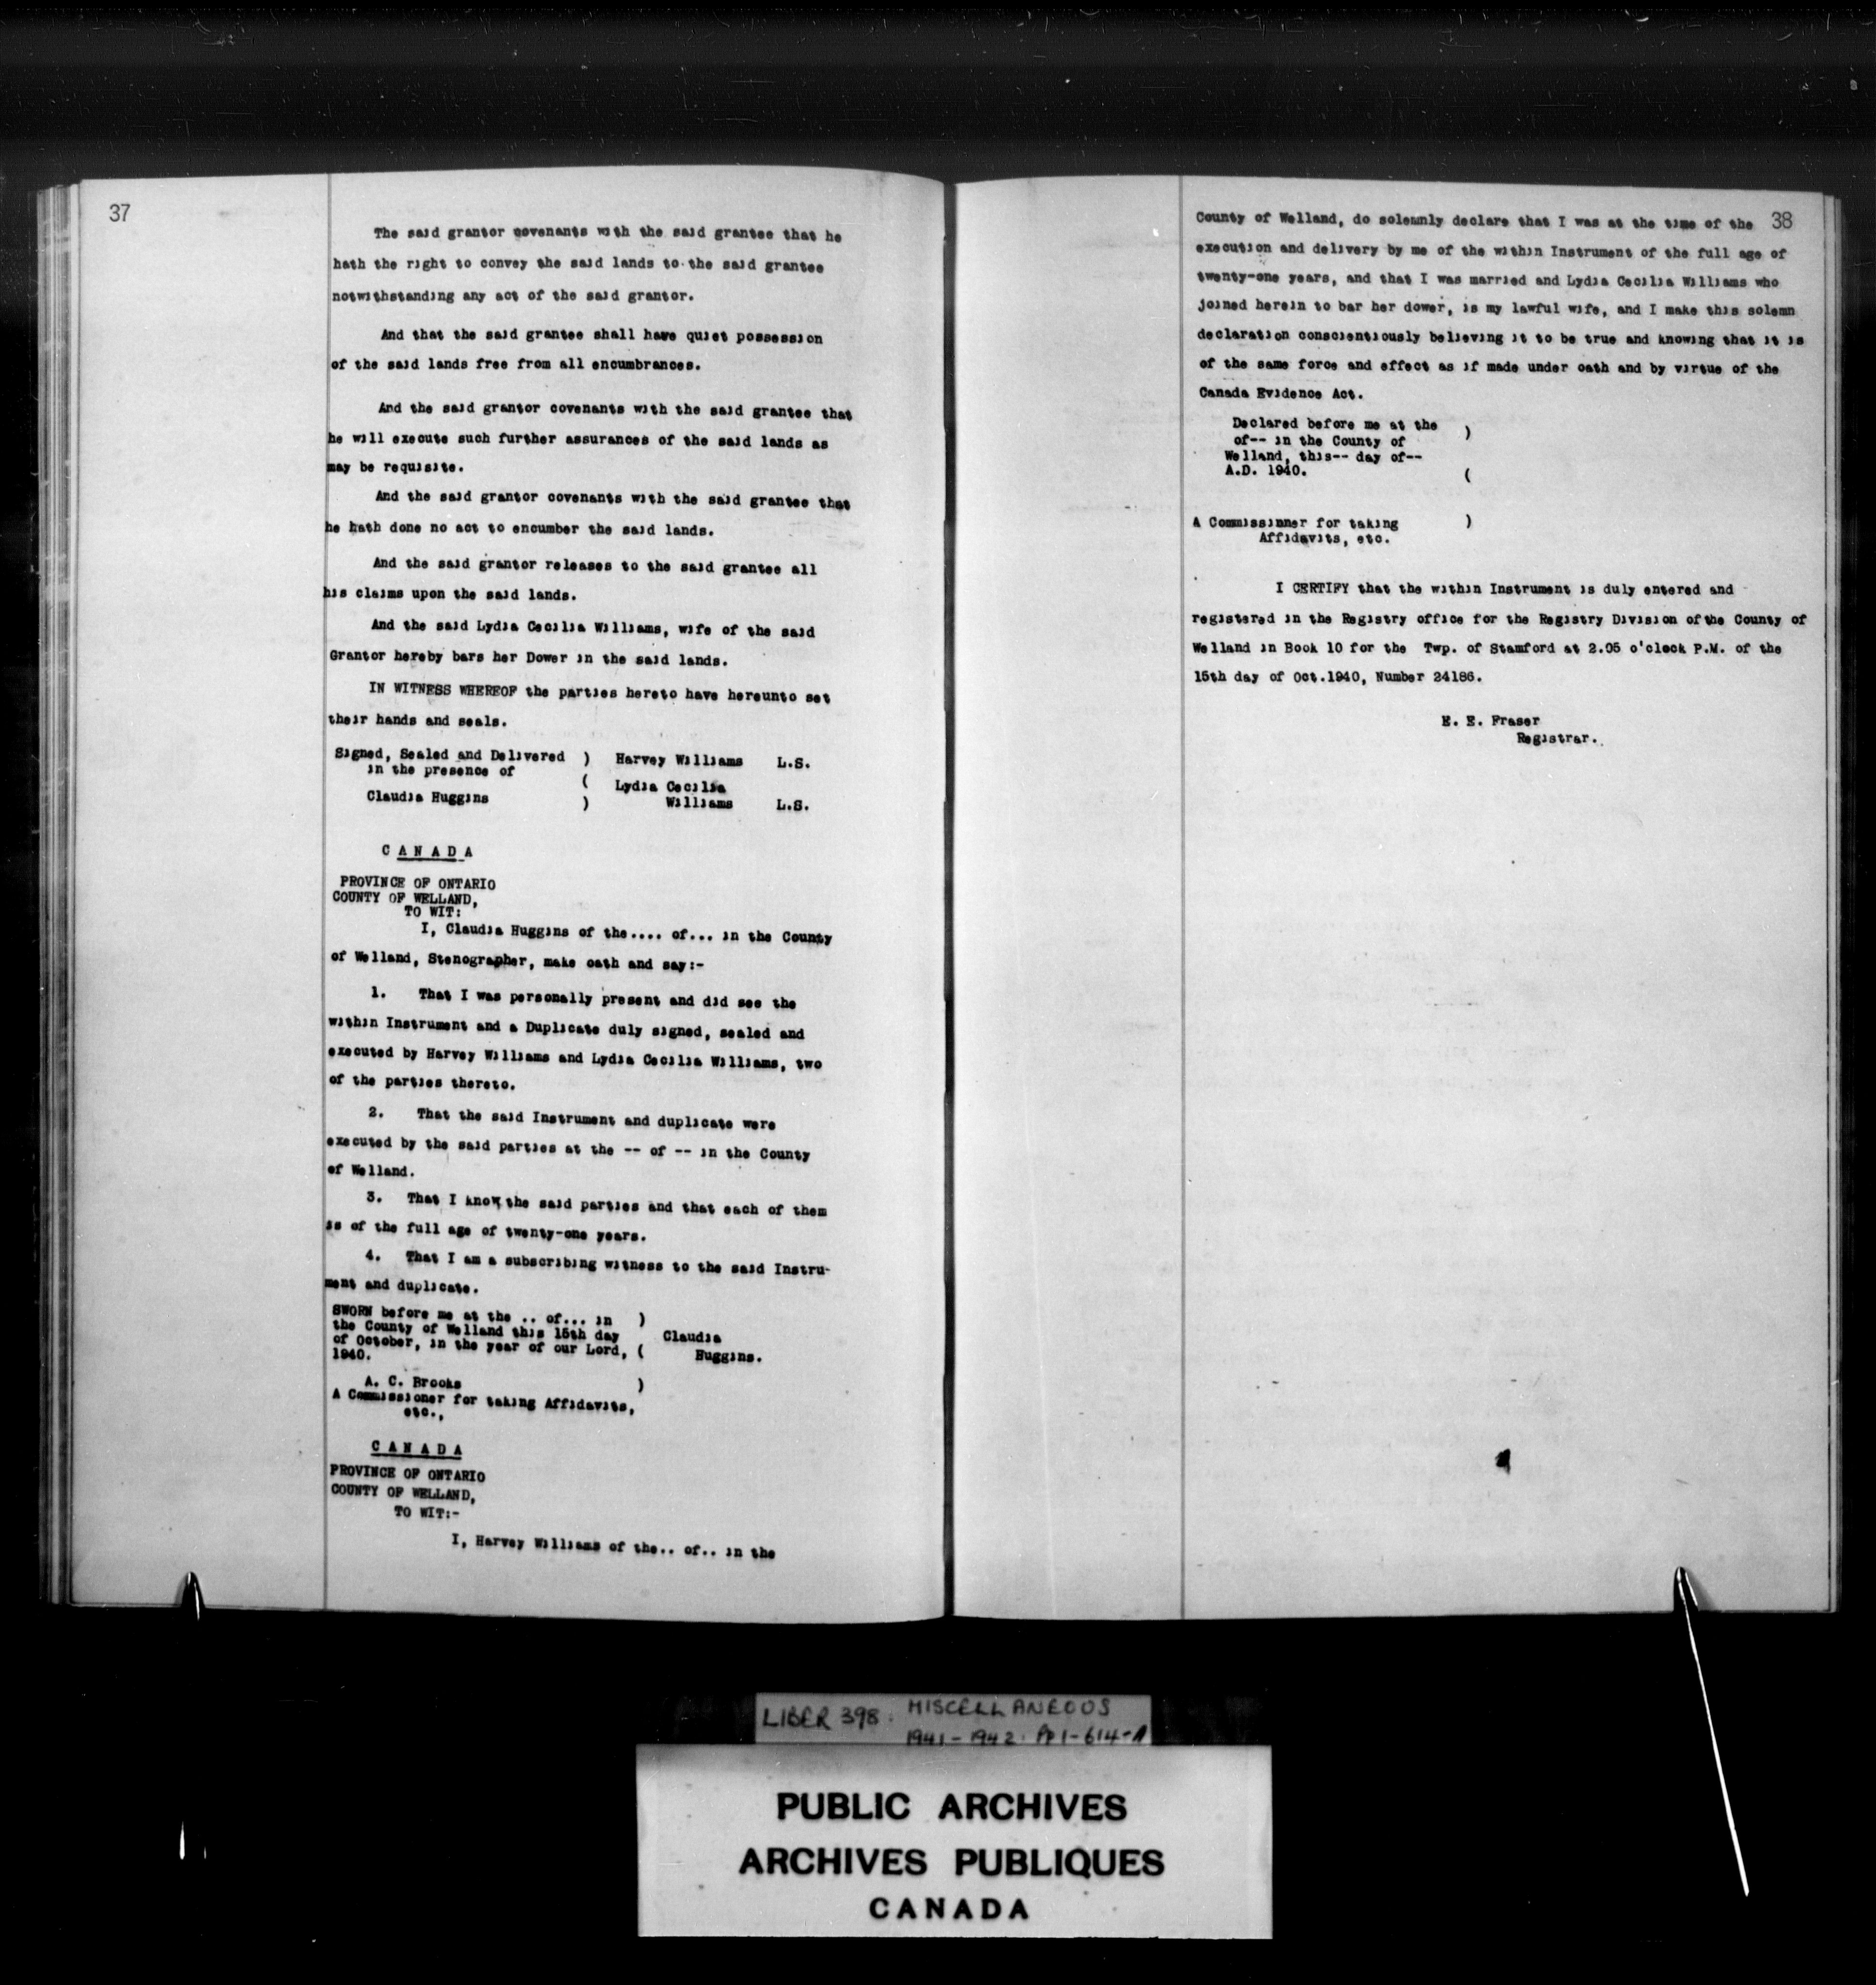 37
The said grantor covenants with the said grantee that he
hath the right to convey the said lands to the said grantee
notwithstanding any act of the said grantor.
And that the said grantee shall have quiet possession
of the said lands free from all encumbrances.
And the said grantor covenants with the said grantee that
he will execute such further assurances of the said lands as
may be requisite.
And the said grantor covenants with the said grantee that
he hath done no act to encumber the said lands.
And the said grantor releases to the said grantee all
his claims upon the said lands.
And the said Lydia Cecilia Williams, wife of the said
Grantor hereby bars her Dower in the said lands.
IN WITNESS WHEREOF the parties hereto have hereunto set
their hands and seals.
Signed, Sealed and Delivered ) Harvey Williams L.S.
in the presence of
( Lydia Cecilia
Claudia Huggins ) Williams L.S.
C A N A D A
PROVINCE OF ONTARIO
COUNTY OF WELLAND,
TO WIT:
I, Claudia Huggins of the.... of... in the County
of Welland, Stenographer, make oath and say:-
1. That I was personally present and did see the
within Instrument and a Duplicate duly signed, sealed and
executed by Harvey Williams and Lydia Cecilia Williams, two
of the parties thereto.
2. That the said Instrument and duplicate were
executed by the said parties at the -- of -- in the County
of Welland.
3. That I know the said parties and that each of them
is of the full age of twenty-one years.
4. That I am a subscribing witness to the said Instru-
ment and duplicate.
SWORN before me at the .. of... in )
the County of Welland this 15th day Claudia
of October, in the year of our Lord, ( Huggins.
1940.
A. C. Brooks )
A Commissioner for taking Affidavits,
etc.,
C A N A D A
PROVINCE OF ONTARIO
COUNTY OF WELLAND,
TO WIT:-
I, Harvey Williams of the.. of.. in the
38
County of Welland, do solemnly declare that I was at the time of the
execution and delivery by me of the within Instrument of the full age of
twenty-one years, and that I was married and Lydia Cecilia Williams who
joined herein to bar her dower, is my lawful wife, and I make this solemn
declaration conscientiously believing it to be true and knowing that it is
of the same force and effect as if made under oath and by virtue of the
Canada Evidence Act.
Declared before me at the )
of-- in the County of
Welland, this-- day of--
A.D. 1940. (
A Commissinner for taking )
Affidavits, etc.
I CERTIFY that the within Instrument is duly entered and
registered in the Registry office for the Registry Division of the County of
Welland in Book 10 for the Twp. of Stamford at 2.05 o'clock P.M. of the
15th day of Oct.1940, Number 24186.
E. E. Fraser
Registrar.
LIBER 398. MISCELLANEOUS
1941-1942. Pp 1-614-A
PUBLIC ARCHIVES
ARCHIVES PUBLIQUES
CANADA